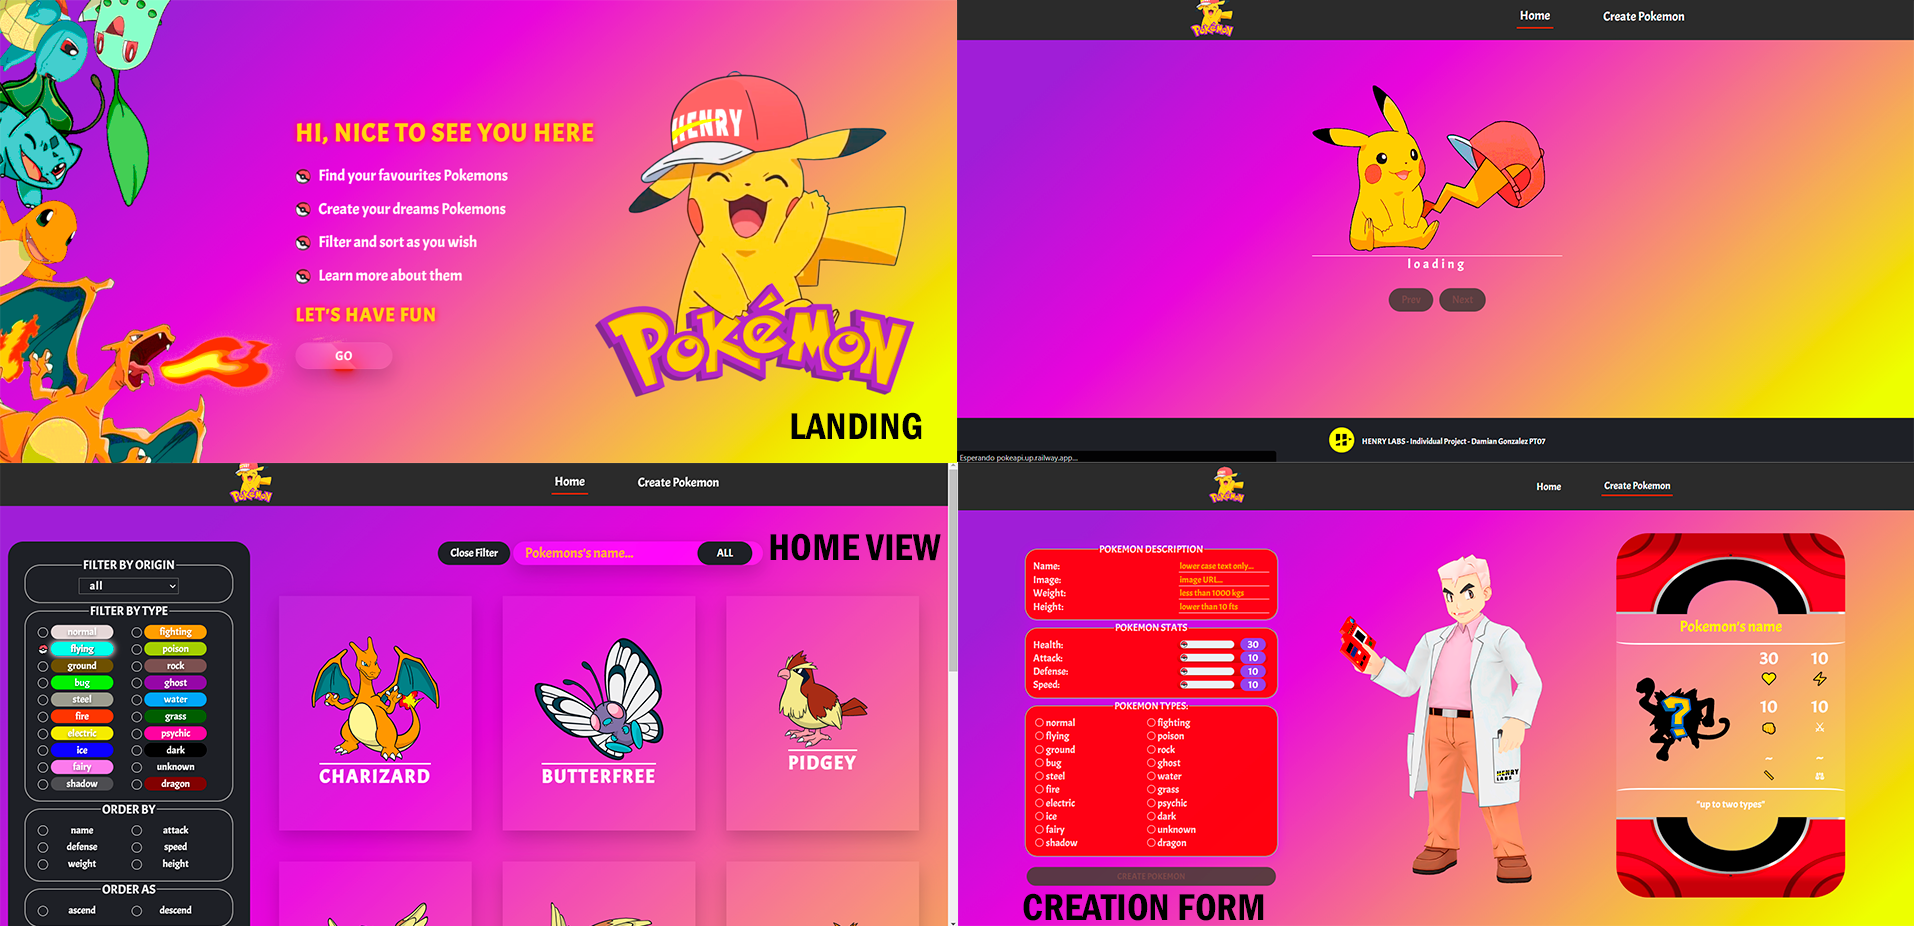 HI, NICE TO SEE YOU HERE
Find your favourites Pokemons
Create your dreams Pokemons
Filter and sort as you wish
Learn more about them
LET'S HAVE FUN
GO
HENRY
POKéMON
LANDING
POKéMON
Home Create Pokemon
loading
Prev Next
HENRY LABS - Individual Project - Damian Gonzalez PT07
Esperando pokeapi.up.railway.app...
POKéMON
Home Create Pokemon
Close Filter Pokemons's name... ALL
HOME VIEW
FILTER BY ORIGIN
all
FILTER BY TYPE
normal fighting
flying poison
ground rock
bug ghost
steel water
fire grass
electric psychic
ice dark
fairy unknown
shadow dragon
ORDER BY
name attack
defense speed
weight height
ORDER AS
ascend descend
CHARIZARD
BUTTERFREE
PIDGEY
POKéMON
Home Create Pokemon
POKEMON DESCRIPTION
Name: lower case text only...
Image: image URL...
Weight: less than 1000 kgs
Height: lower than 10 fts
POKEMON STATS
Health: 30
Attack: 10
Defense: 10
Speed: 10
POKEMON TYPES:
normal fighting
flying poison
ground rock
bug ghost
steel water
fire grass
electric psychic
ice dark
fairy unknown
shadow dragon
CREATE POKEMON
CREATION FORM
HENRY
LABS
Pokemon's name
30 10
10 10
~ ~
"up to two types"